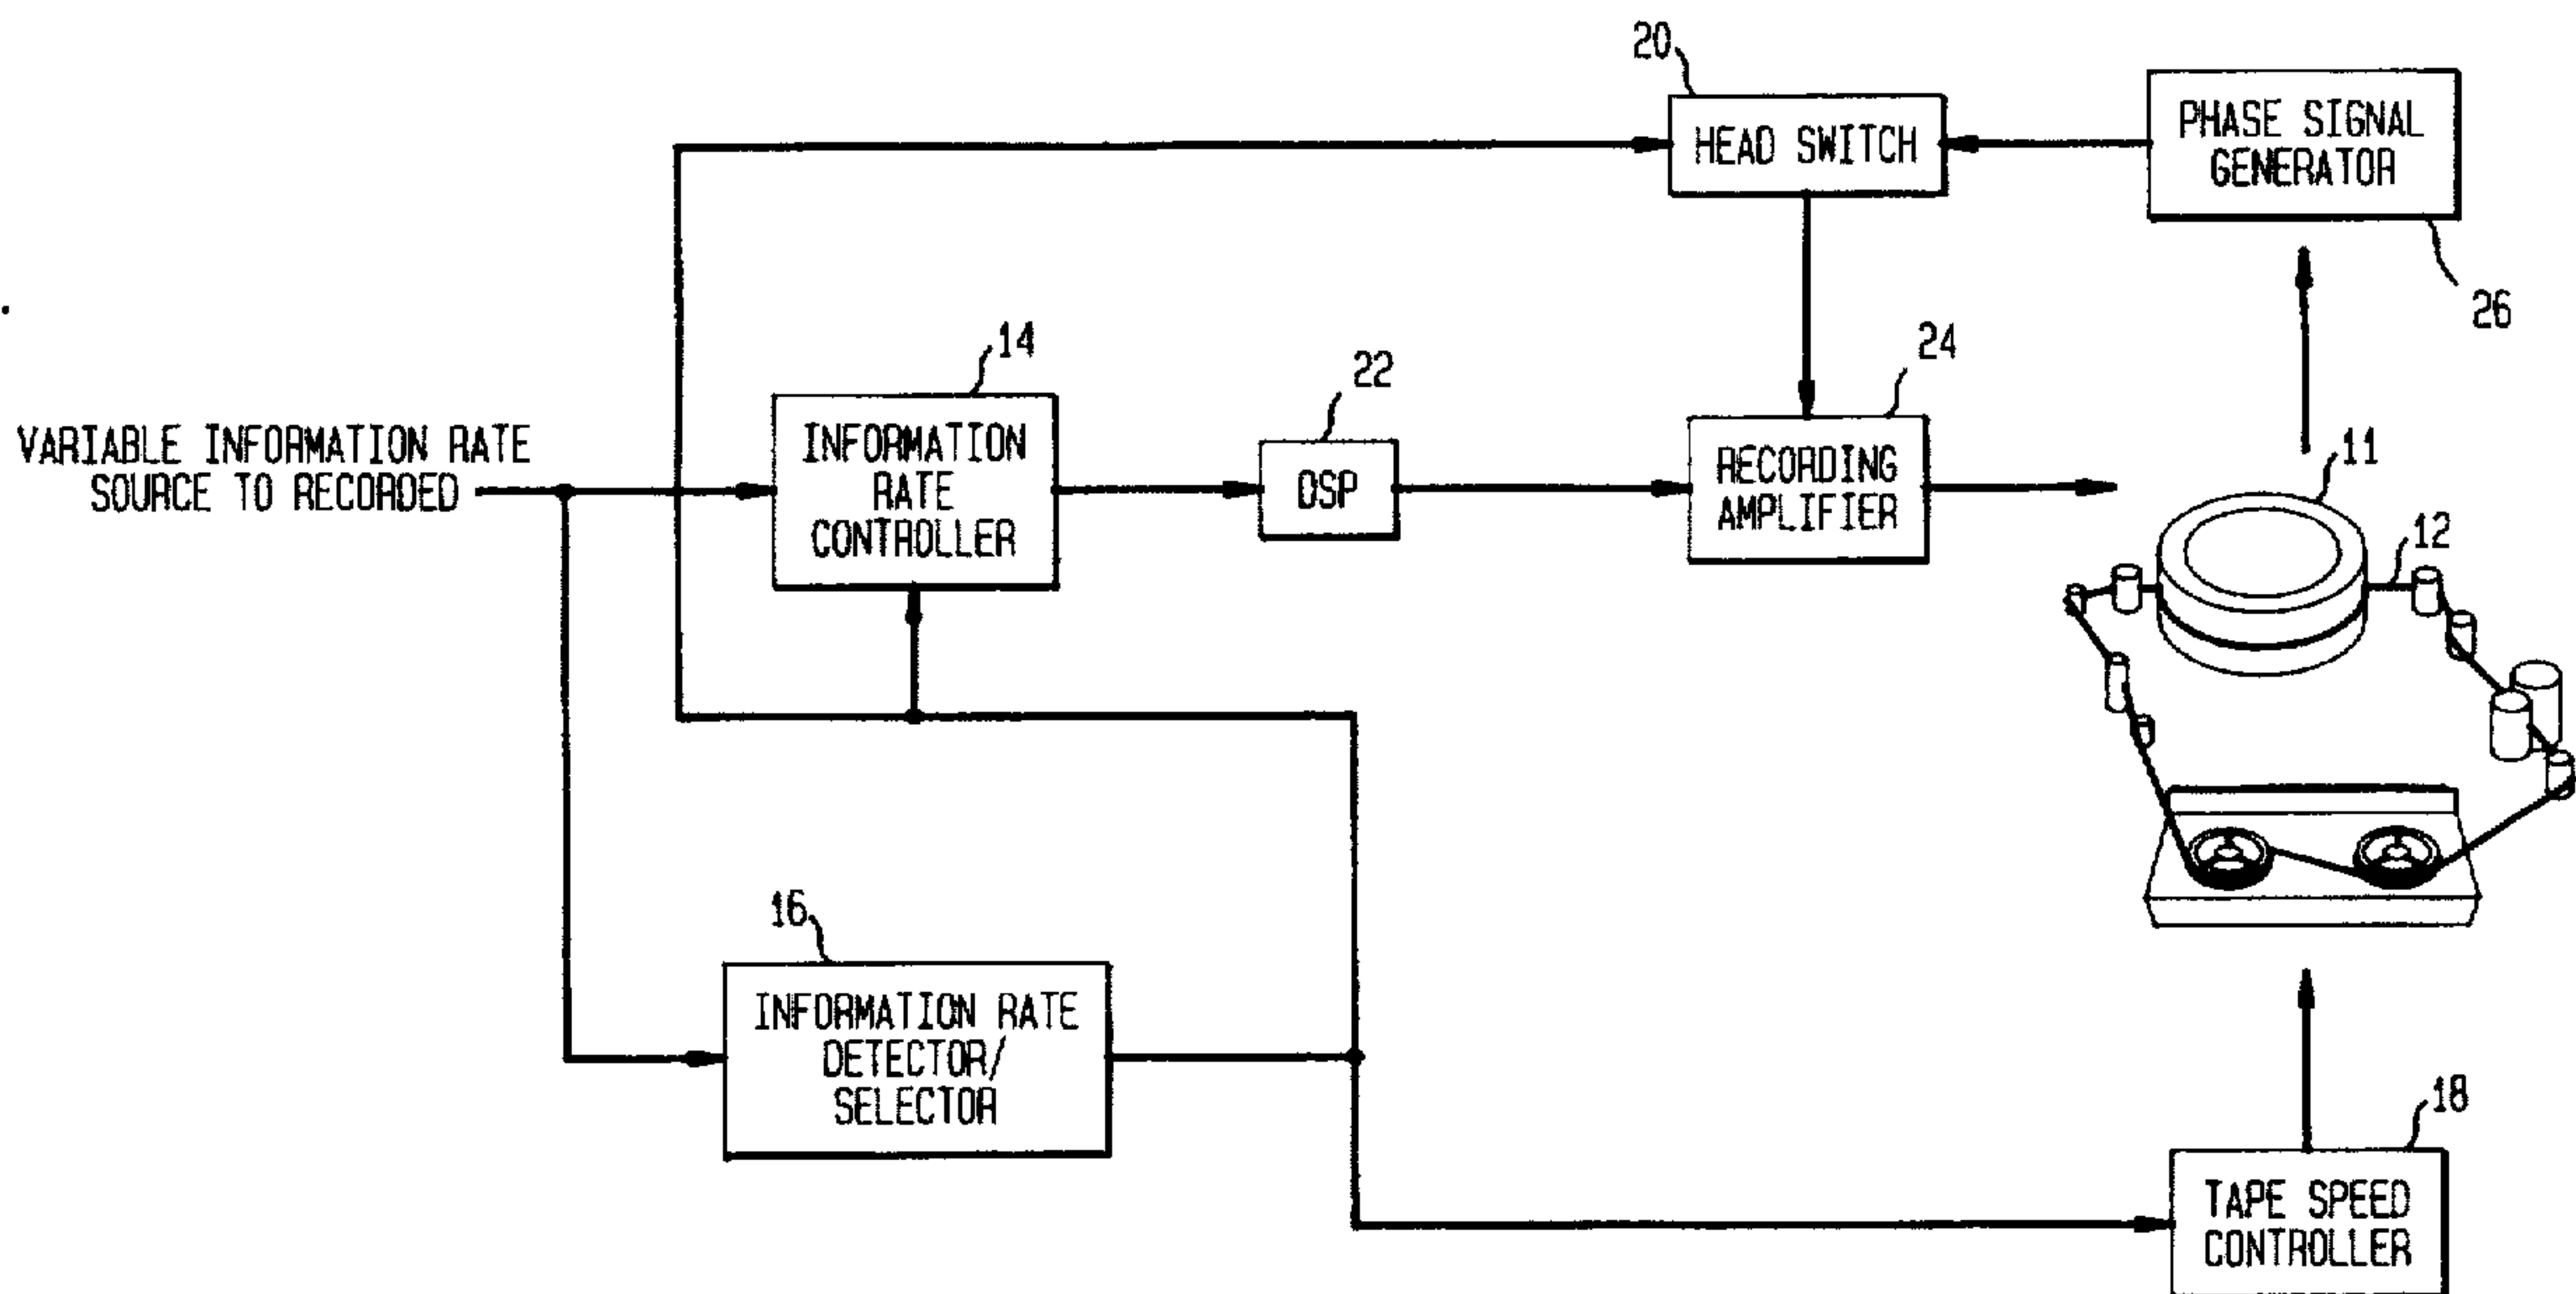 20
HEAD SWITCH
PHASE SIGNAL
GENERATOR
26
14
22
24
VARIABLE INFORMATION RATE
SOURCE TO RECORDED
INFORMATION
RATE
CONTROLLER
DSP
RECORDING
AMPLIFIER
11
12
16
INFORMATION RATE
DETECTOR/
SELECTOR
18
TAPE SPEED
CONTROLLER